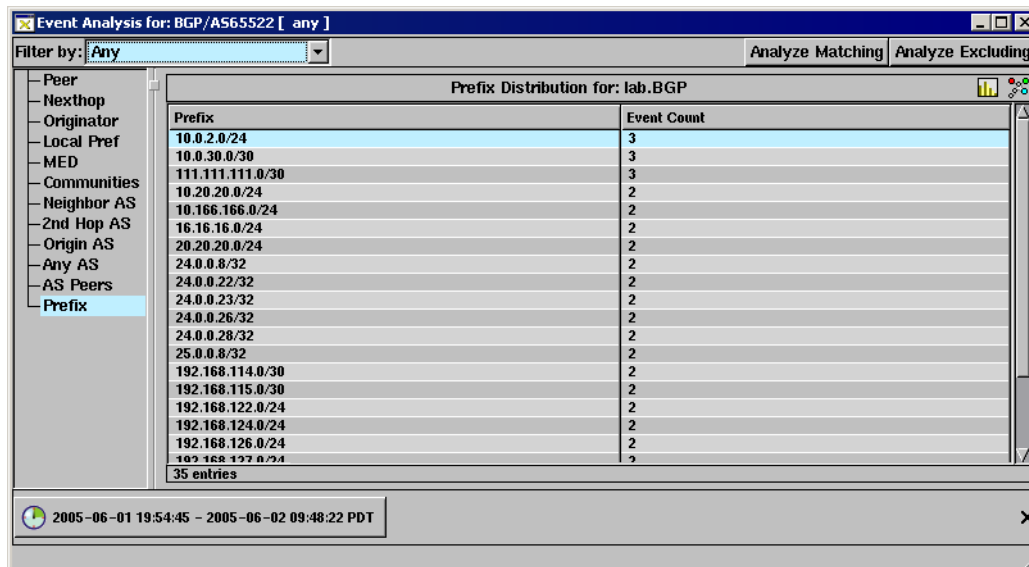 Event Analysis for: BGP/AS65522 [ any ]
Filter by: Any
Analyze Matching Analyze Excluding
Peer
Nexthop
Originator
Local Pref
MED
Communities
Neighbor AS
2nd Hop AS
Origin AS
Any AS
AS Peers
Prefix
Prefix Distribution for: lab.BGP
Prefix Event Count
10.0.2.0/24 3
10.0.30.0/30 3
111.111.111.0/30 3
10.20.20.0/24 2
10.166.166.0/24 2
16.16.16.0/24 2
20.20.20.0/24 2
24.0.0.8/32 2
24.0.0.22/32 2
24.0.0.23/32 2
24.0.0.26/32 2
24.0.0.28/32 2
25.0.0.8/32 2
192.168.114.0/30 2
192.168.115.0/30 2
192.168.122.0/24 2
192.168.124.0/24 2
192.168.126.0/24 2
192.168.127.0/24 2
35 entries
2005-06-01 19:54:45 - 2005-06-02 09:48:22 PDT